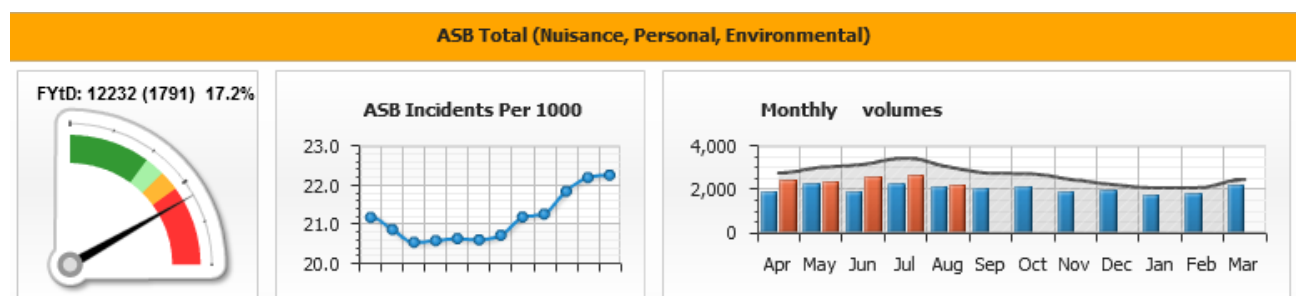 ASB Total (Nuisance, Personal, Environmental)
FYtD: 12232 (1791) 17.2%
ASB Incidents Per 1000
23.0
22.0
21.0
20.0
Monthly volumes
4,000
2,000
0
Apr May Jun Jul Aug Sep Oct Nov Dec Jan Feb Mar